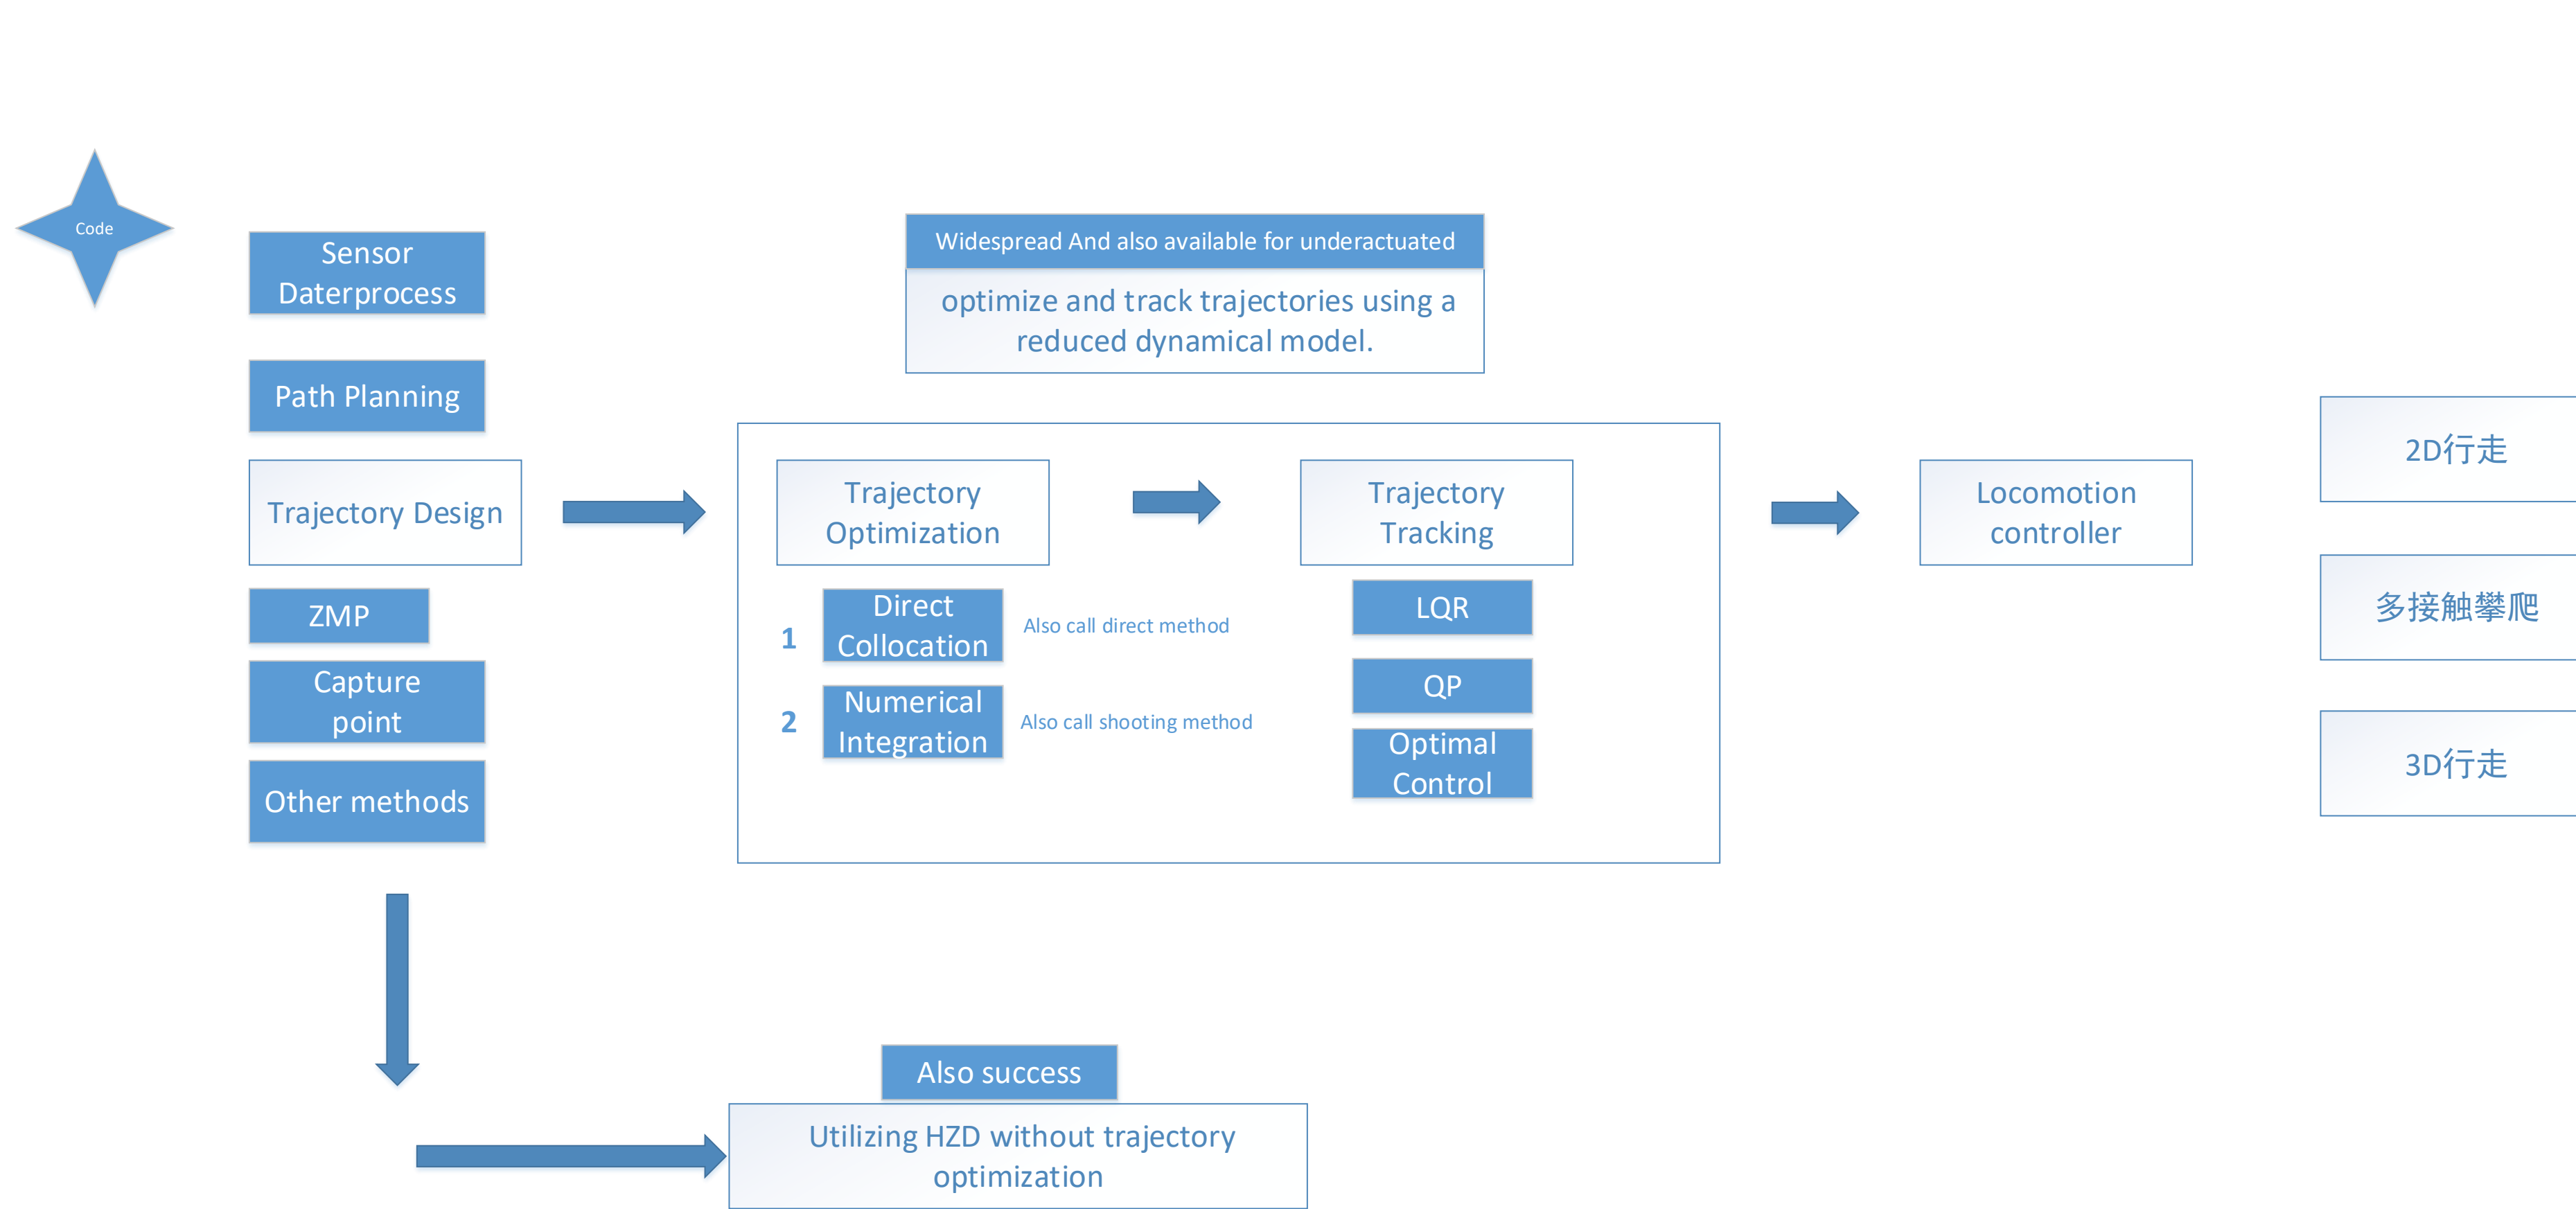 Code
Sensor
Daterprocess
Path Planning
Trajectory Design
ZMP
Capture
point
Other methods
Widespread And also available for underactuated
optimize and track trajectories using a
reduced dynamical model.
Trajectory
Optimization
1
Direct
Collocation
Also call direct method
2
Numerical
Integration
Also call shooting method
Trajectory
Tracking
LQR
QP
Optimal
Control
Locomotion
controller
2D行走
多接触攀爬
3D行走
Also success
Utilizing HZD without trajectory
optimization